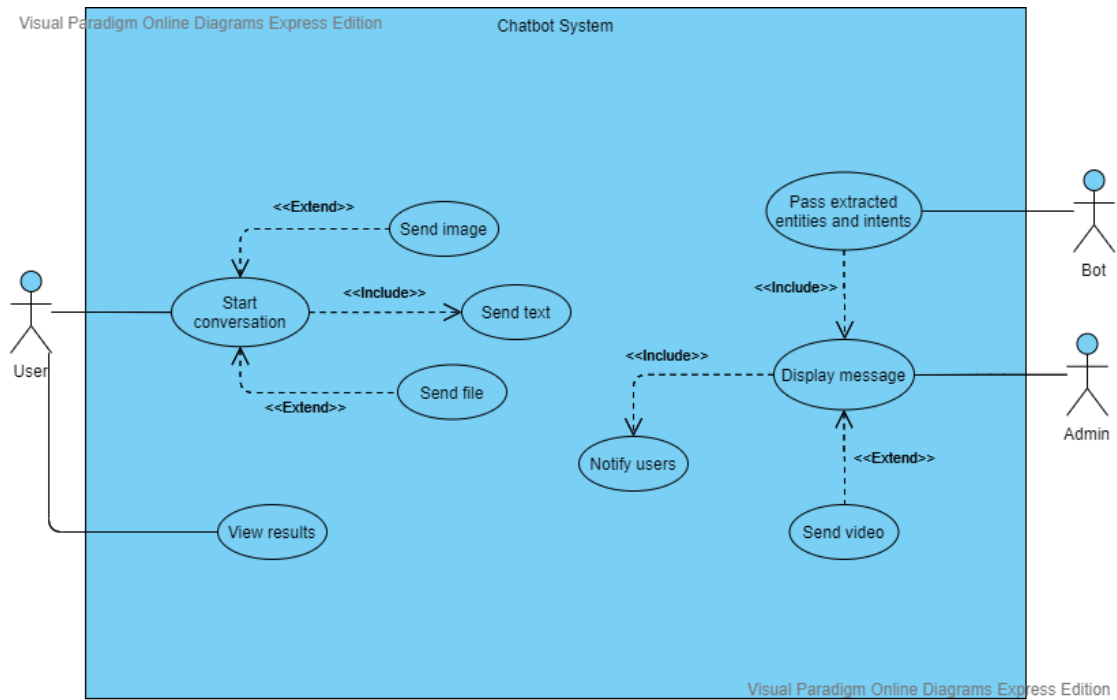 Visual Paradigm Online Diagrams Express Edition
Chatbot System
<<Extend>>
Send image
Pass extracted
entities and intents
Bot
<<Include>>
<<Include>>
Start
conversation
Send text
User
<<Include>>
Display message
Admin
<<Extend>>
Send file
Notify users
<<Extend>>
View results
Send video
Visual Paradigm Online Diagrams Express Edition